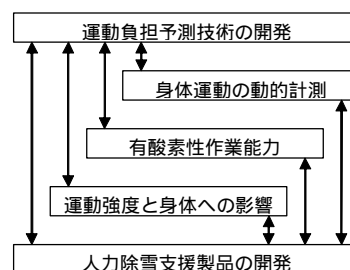 運動負担予測技術の開発
身体運動の動的計測
有酸素性作業能力
運動強度と身体への影響
人力除雪支援製品の開発